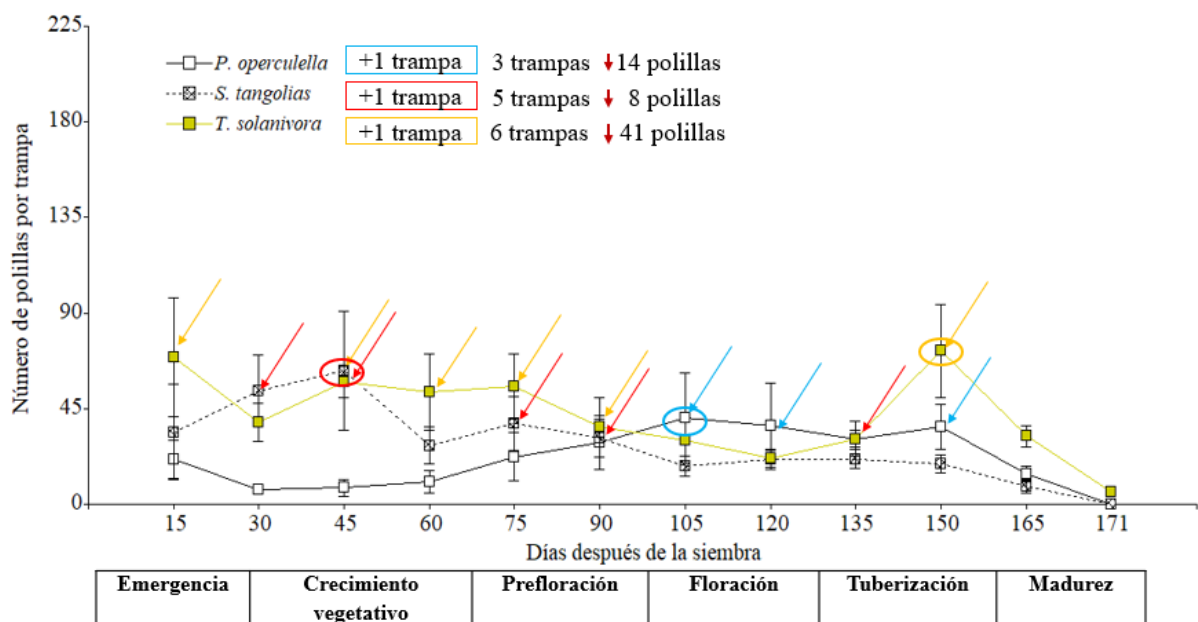 225
180
135
90
45
0
Número de polillas por trampa
P. operculella +1 trampa 3 trampas ↓14 polillas
S. tangolias +1 trampa 5 trampas ↓ 8 polillas
T. solanivora +1 trampa 6 trampas ↓ 41 polillas
15 30 45 60 75 90 105 120 135 150 165 171
Días después de la siembra
Emergencia
Crecimiento
vegetativo
Prefloración
Floración
Tuberización
Madurez